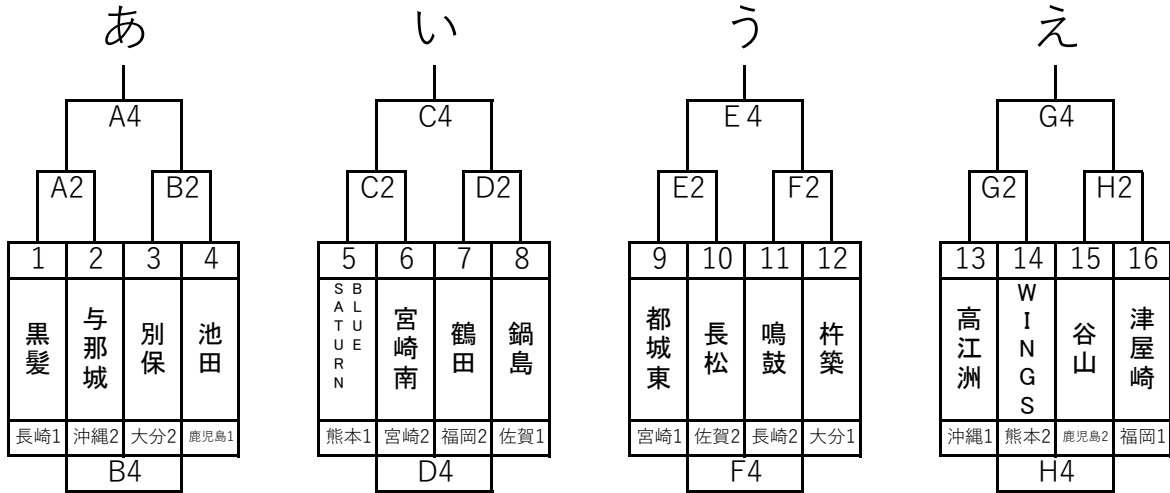 あ い う え
A4 C4 E4 G4
A2 B2 C2 D2 E2 F2 G2 H2
1 2 3 4 5 6 7 8 9 10 11 12 13 14 15 16
黒髪
与那城
別保
池田
BLUE
SATURN
宮崎南
鶴田
鍋島
都城東
長松
鳴鼓
杵築
高江洲
WINGS
谷山
津屋崎
長崎1 沖縄2 大分2 鹿児島1 熊本1 宮崎2 福岡2 佐賀1 宮崎1 佐賀2 長崎2 大分1 沖縄1 熊本2 鹿児島2 福岡1
B4 D4 F4 H4